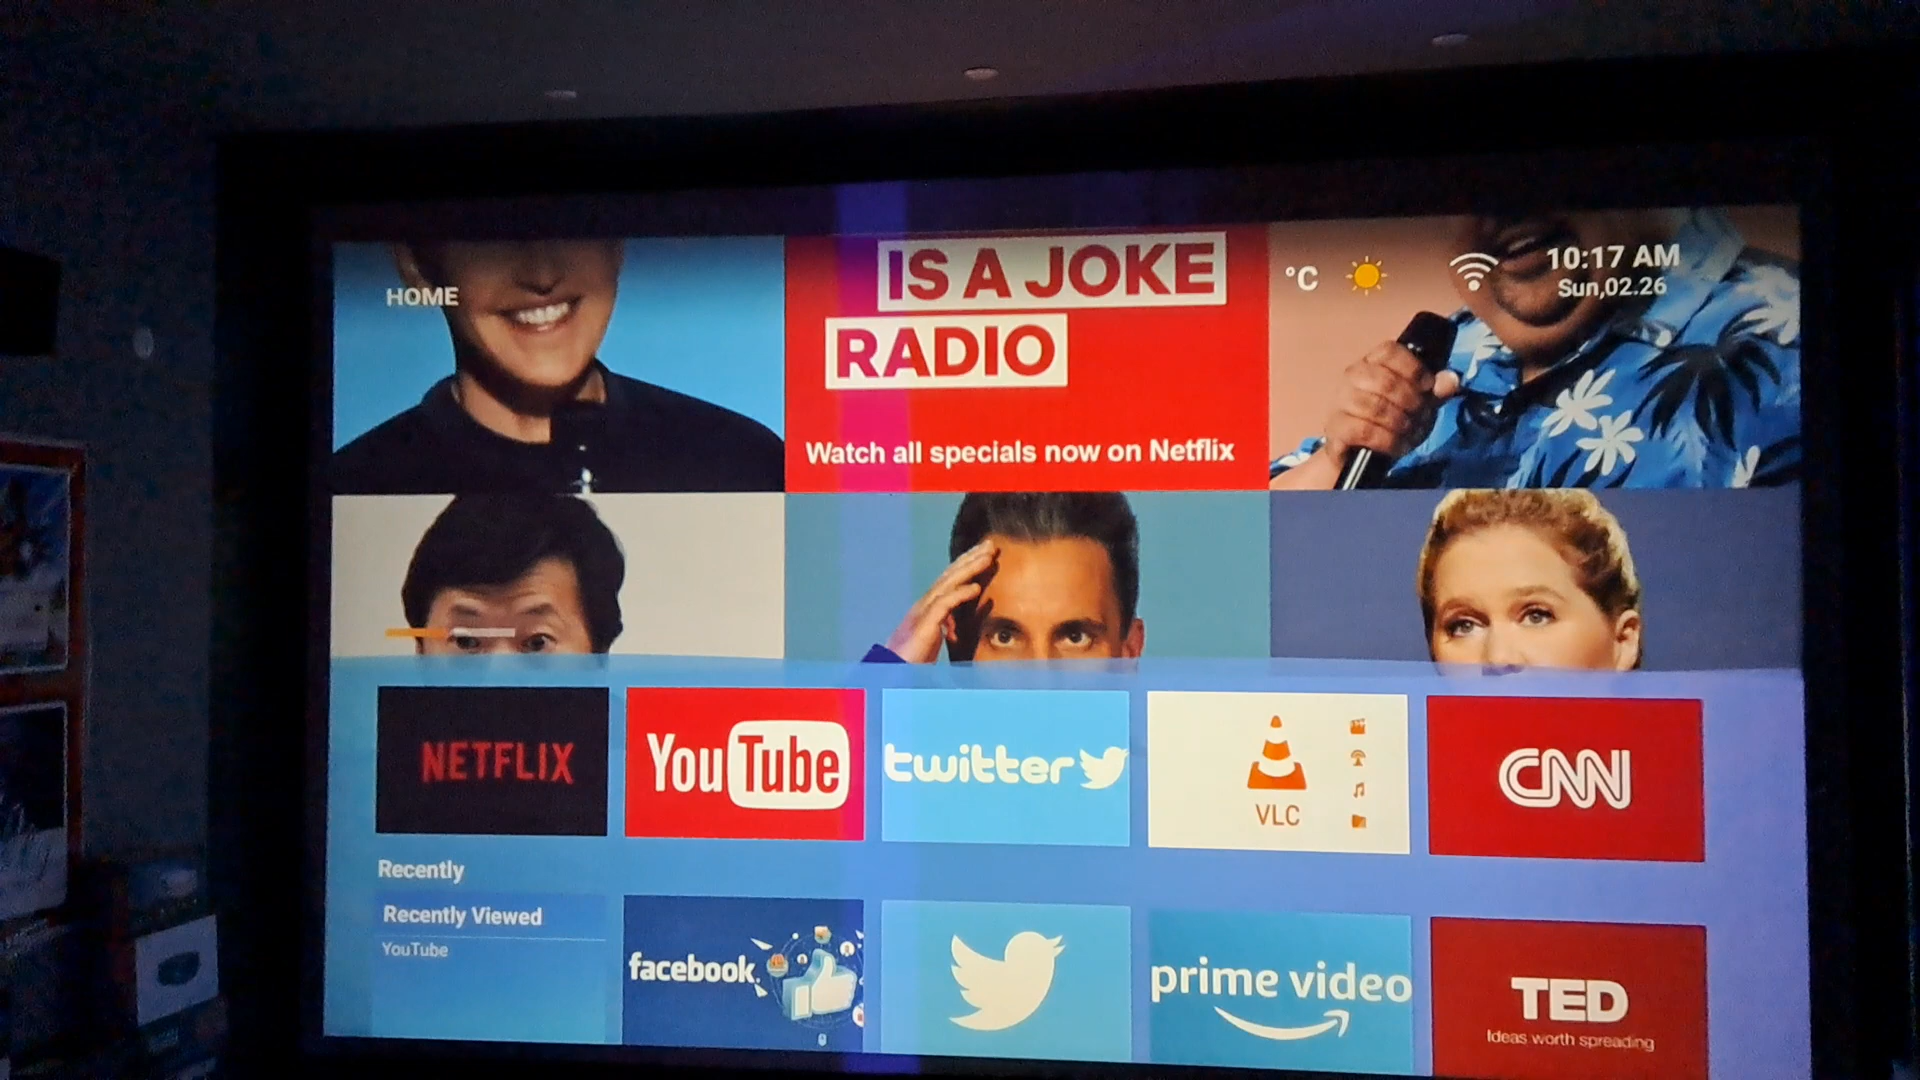 IS A JOKE
RADIO
Watch all specials now on Netflix
HOME
°C
10:17 AM
Sun,02.26
NETFLIX
YouTube
twitter
VLC
CNN
Recently
Recently Viewed
YouTube
facebook.
prime video
TED
Ideas worth spreading